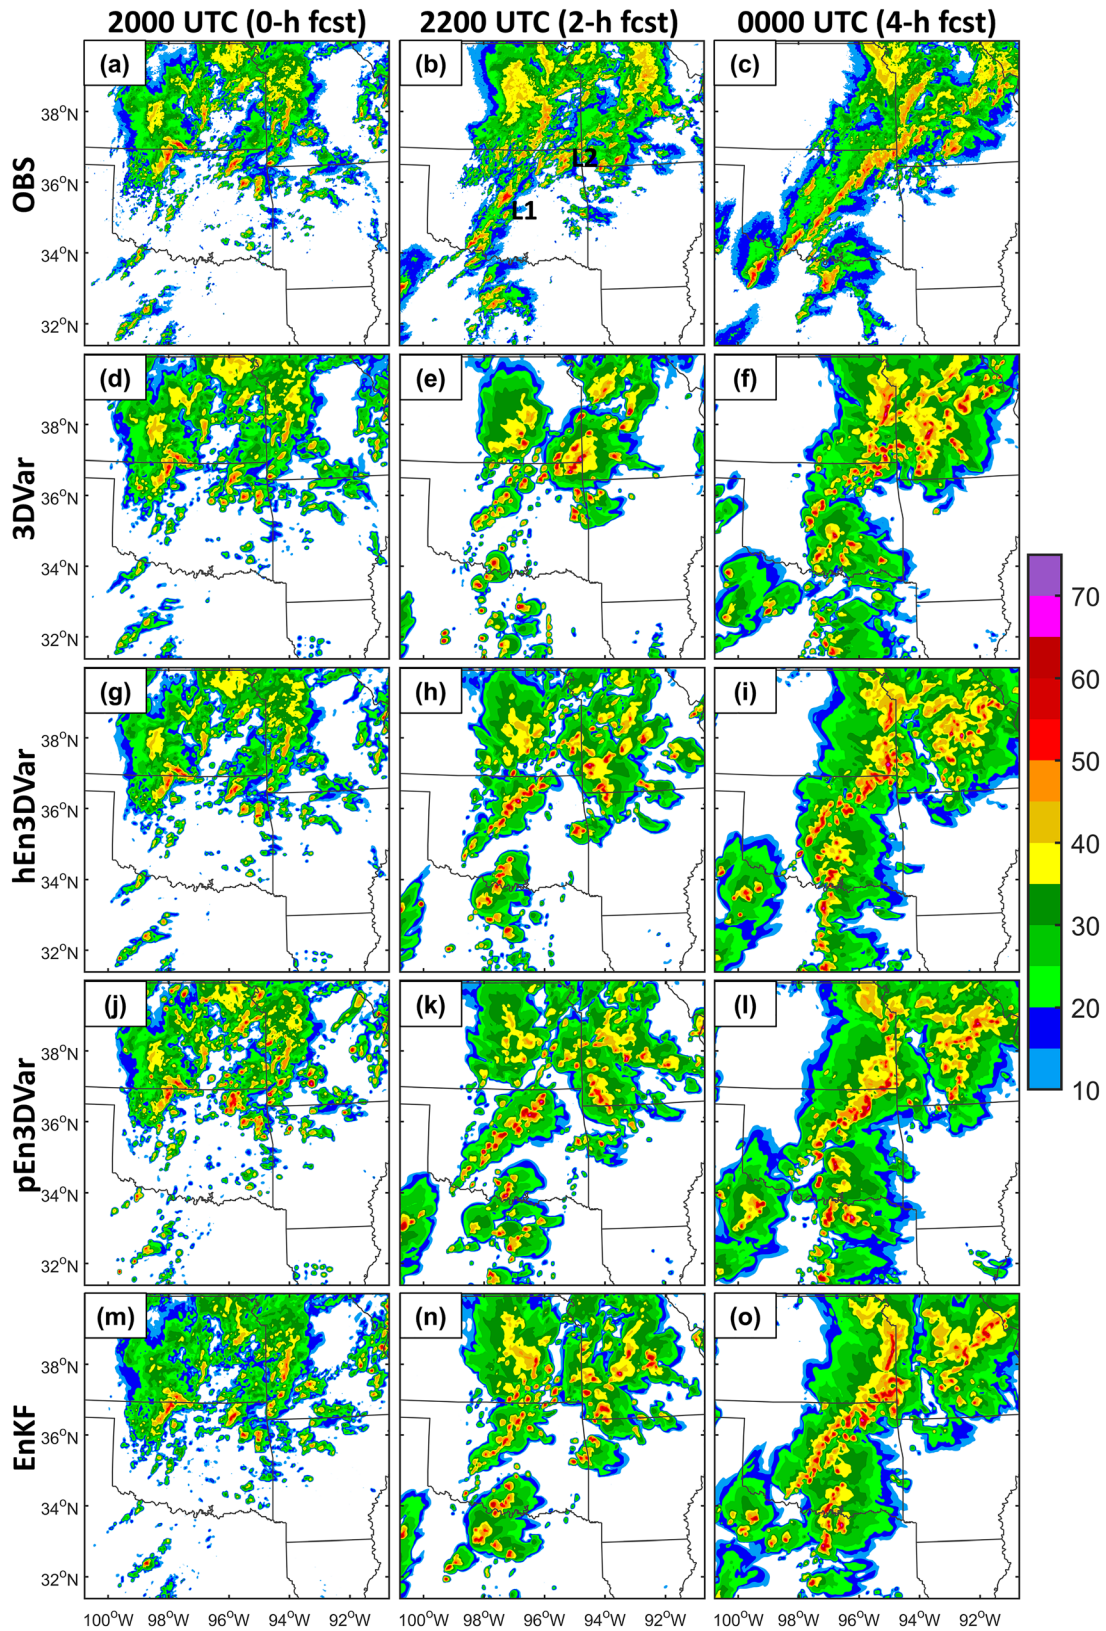 2000 UTC (0-h fcst) 2200 UTC (2-h fcst) 0000 UTC (4-h fcst)
(a) (b) (c)
38°N
36°N
34°N
32°N
OBS
L2
L1
(d) (e) (f)
38°N
36°N
34°N
32°N
3DVar
(g) (h) (i)
38°N
36°N
34°N
32°N
hEn3DVar
(j) (k) (l)
38°N
36°N
34°N
32°N
pEn3DVar
(m) (n) (o)
38°N
36°N
34°N
32°N
EnKF
100°W 98°W 96°W 94°W 92°W 100°W 98°W 96°W 94°W 92°W 100°W 98°W 96°W 94°W 92°W
70
60
50
40
30
20
10